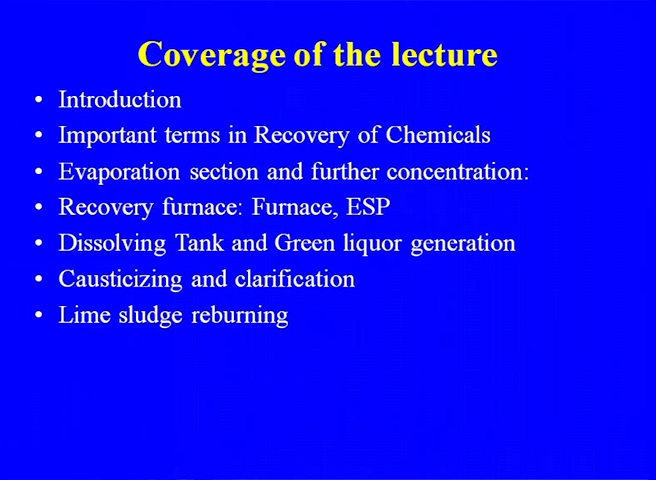 Coverage of the lecture
• Introduction
• Important terms in Recovery of Chemicals
• Evaporation section and further concentration:
• Recovery furnace: Furnace, ESP
• Dissolving Tank and Green liquor generation
• Causticizing and clarification
• Lime sludge reburning